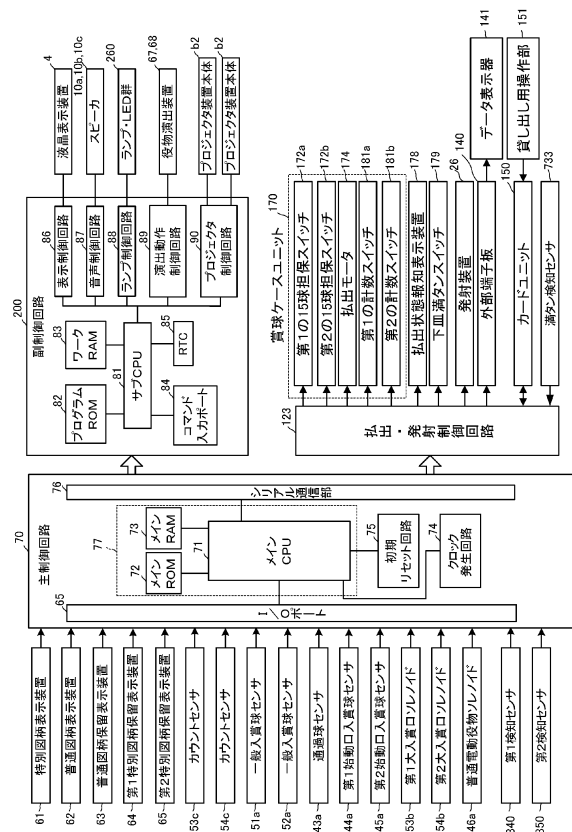 61
特別図柄表示装置
62
普通図柄表示装置
63
普通図柄保留表示装置
64
第1特別図柄保留表示装置
65
第2特別図柄保留表示装置
53c
カウントセンサ
54c
カウントセンサ
51a
一般入賞球センサ
52a
一般入賞球センサ
43a
通過球センサ
44a
第1始動口入賞球センサ
45a
第2始動口入賞球センサ
53b
第1大入賞口ソレノイド
54b
第2大入賞口ソレノイド
46a
普通電動役物ソレノイド
840
第1検知センサ
850
第2検知センサ
70
主制御回路
65
I/Oポート
77
72
メイン
ROM
73
メイン
RAM
71
メイン
CPU
75
初期
リセット回路
74
クロック
発生回路
76
シリアル通信部
200
副制御回路
82
プログラム
ROM
83
ワーク
RAM
81
サブCPU
84
コマンド
入力ポート
85
RTC
86
表示制御回路
87
音声制御回路
88
ランプ制御回路
89
演出動作
制御回路
90
プロジェクタ
制御回路
4
液晶表示装置
10a,10b,10c
スピーカ
260
ランプ・LED群
67,68
役物演出装置
b2
プロジェクタ装置本体
b2
プロジェクタ装置本体
123
払出・発射制御回路
賞球ケースユニット
170
第1の15球担保スイッチ
172a
第2の15球担保スイッチ
172b
払出モータ
174
第1の計数スイッチ
181a
第2の計数スイッチ
181b
払出状態報知表示装置
178
下皿満タンスイッチ
179
発射装置
26
外部端子板
140
データ表示器
141
カードユニット
150
貸し出し用操作部
151
満タン検知センサ
733